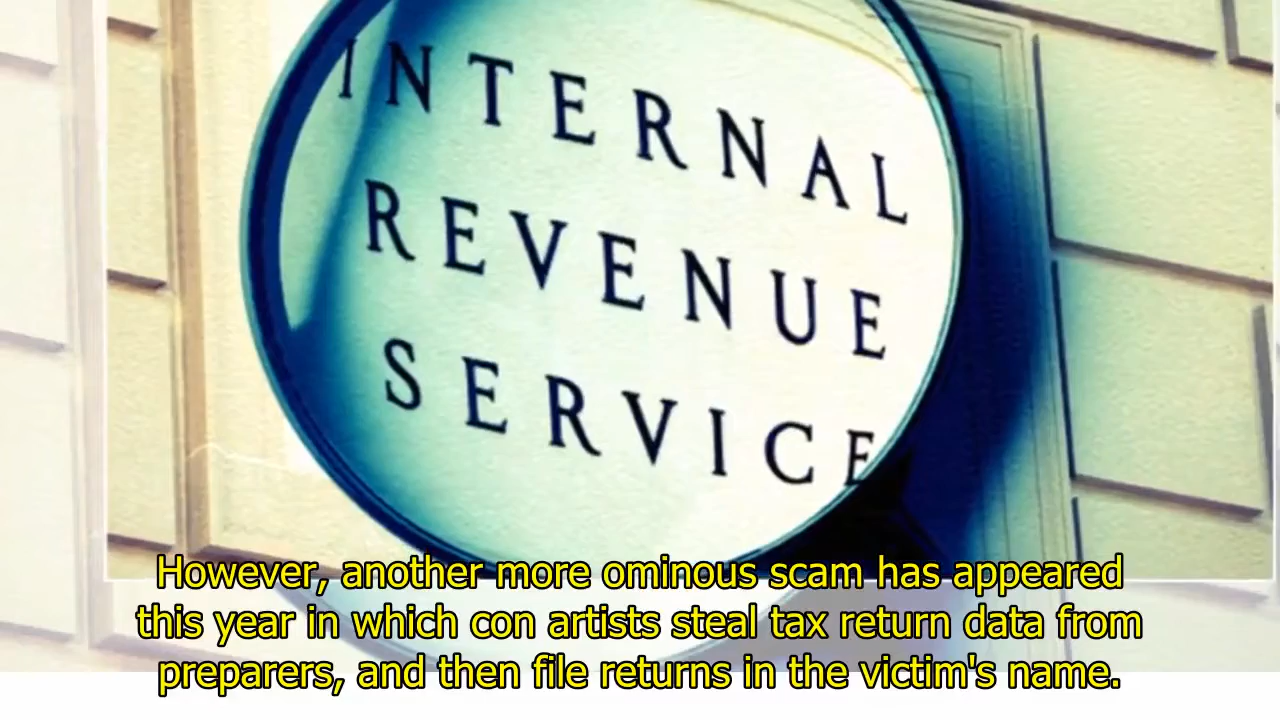 INTERNAL
REVENUE
SERVICE
However, another more ominous scam has appeared
this year in which con artists steal tax return data from
preparers, and then file returns in the victim's name.